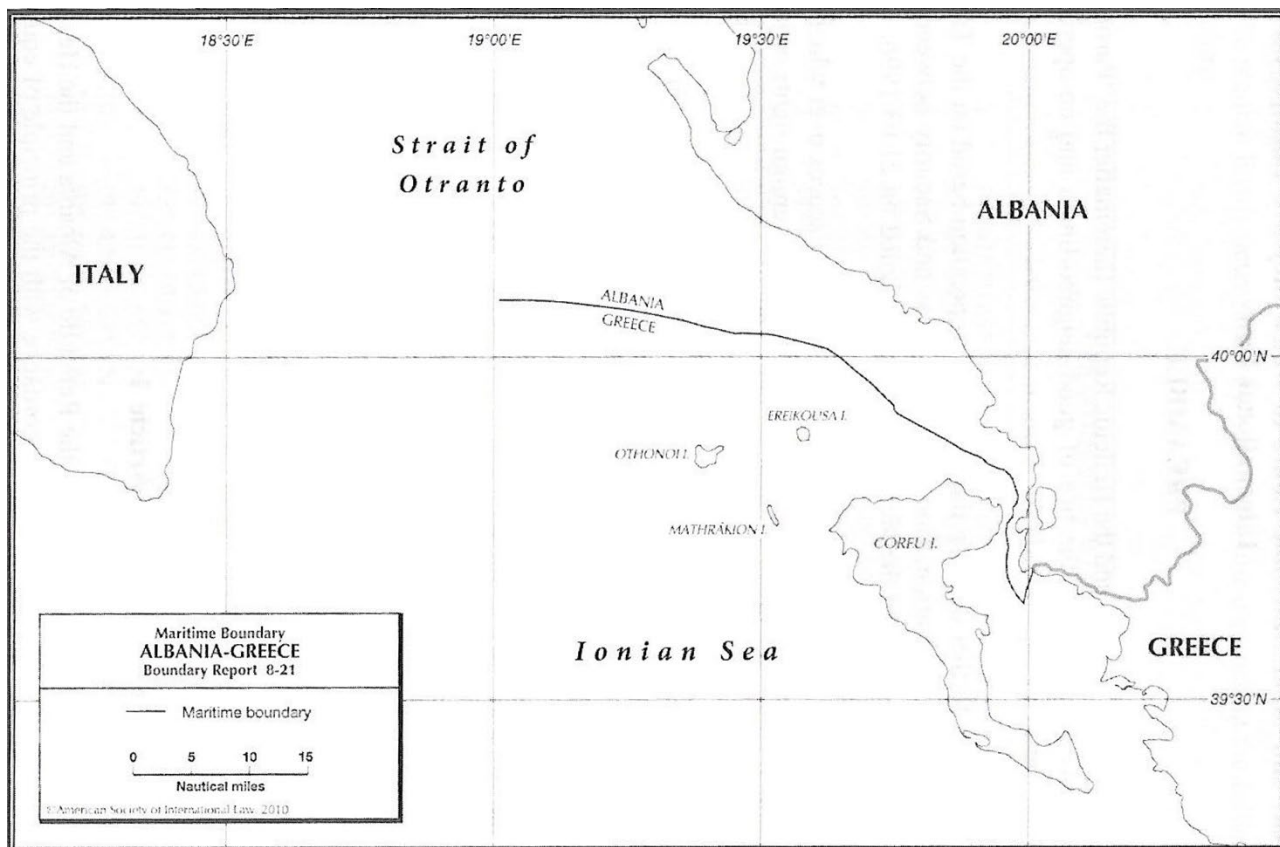 18°30'E
19°00'E
19°30'E
20°00'E
Strait of
Otranto
ALBANIA
ITALY
ALBANIA
GREECE
40°00'N
EREIKOUSA I.
OTHONOI I.
MATHRÁKION I.
CORFU I.
Maritime Boundary
ALBANIA-GREECE
Boundary Report 8-21
Maritime boundary
0 5 10 15
Nautical miles
©American Society of International Law, 2010
Ionian Sea
GREECE
39°30'N